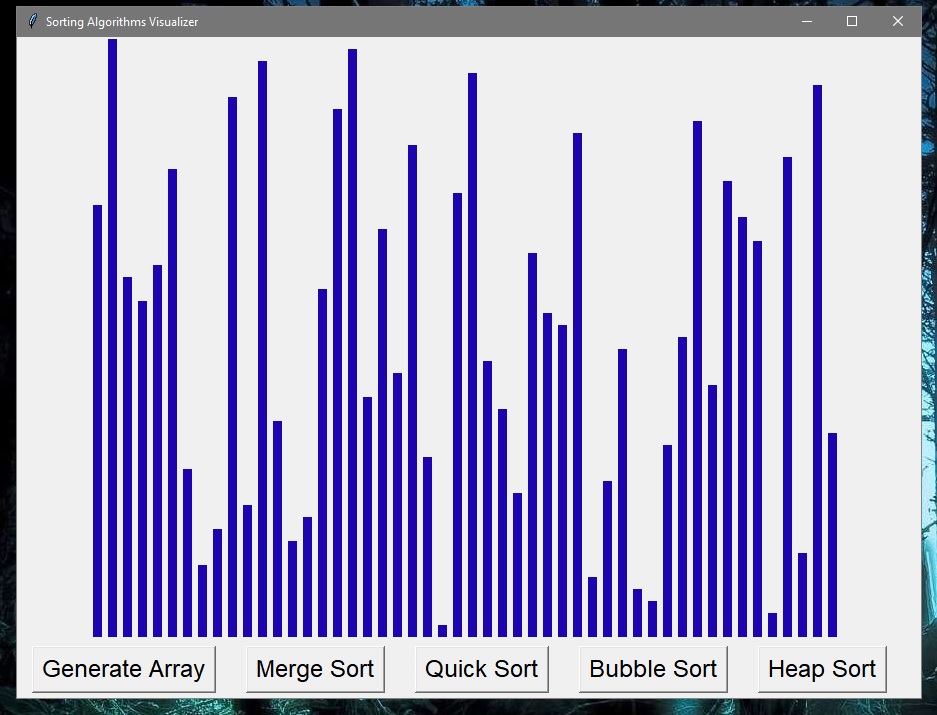 Sorting Algorithms Visualizer
Generate Array
Merge Sort
Quick Sort
Bubble Sort
Heap Sort